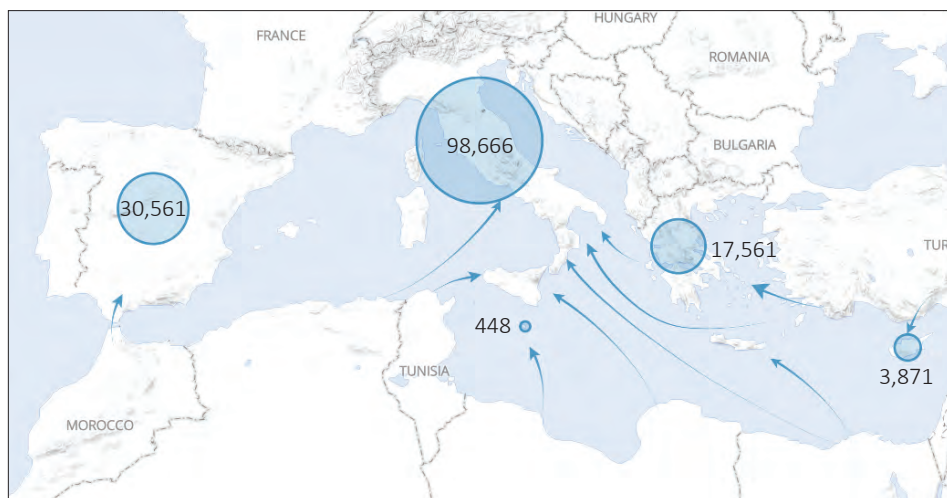 HUNGARY
FRANCE
ROMANIA
98,666
BULGARIA
30,561
17,561
TUR
448
3,871
TUNISIA
MOROCCO